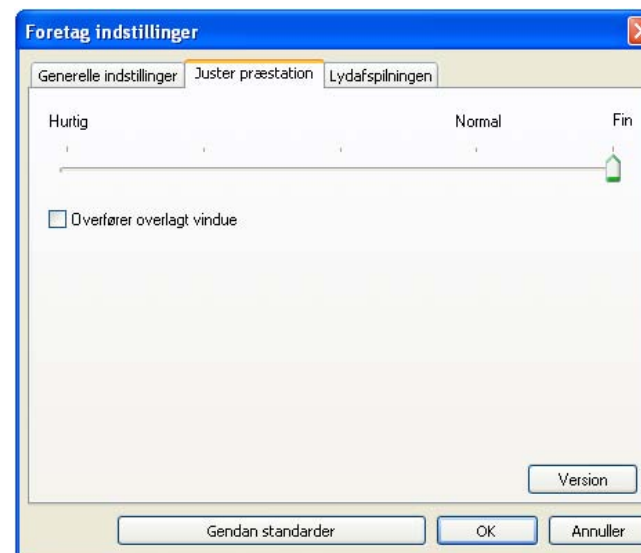 Foretag indstillinger
Generelle indstillinger Juster præstation Lydafspilningen
Hurtig Normal Fin
Overfører overlagt vindue
Version
Gendan standarder OK Annuller